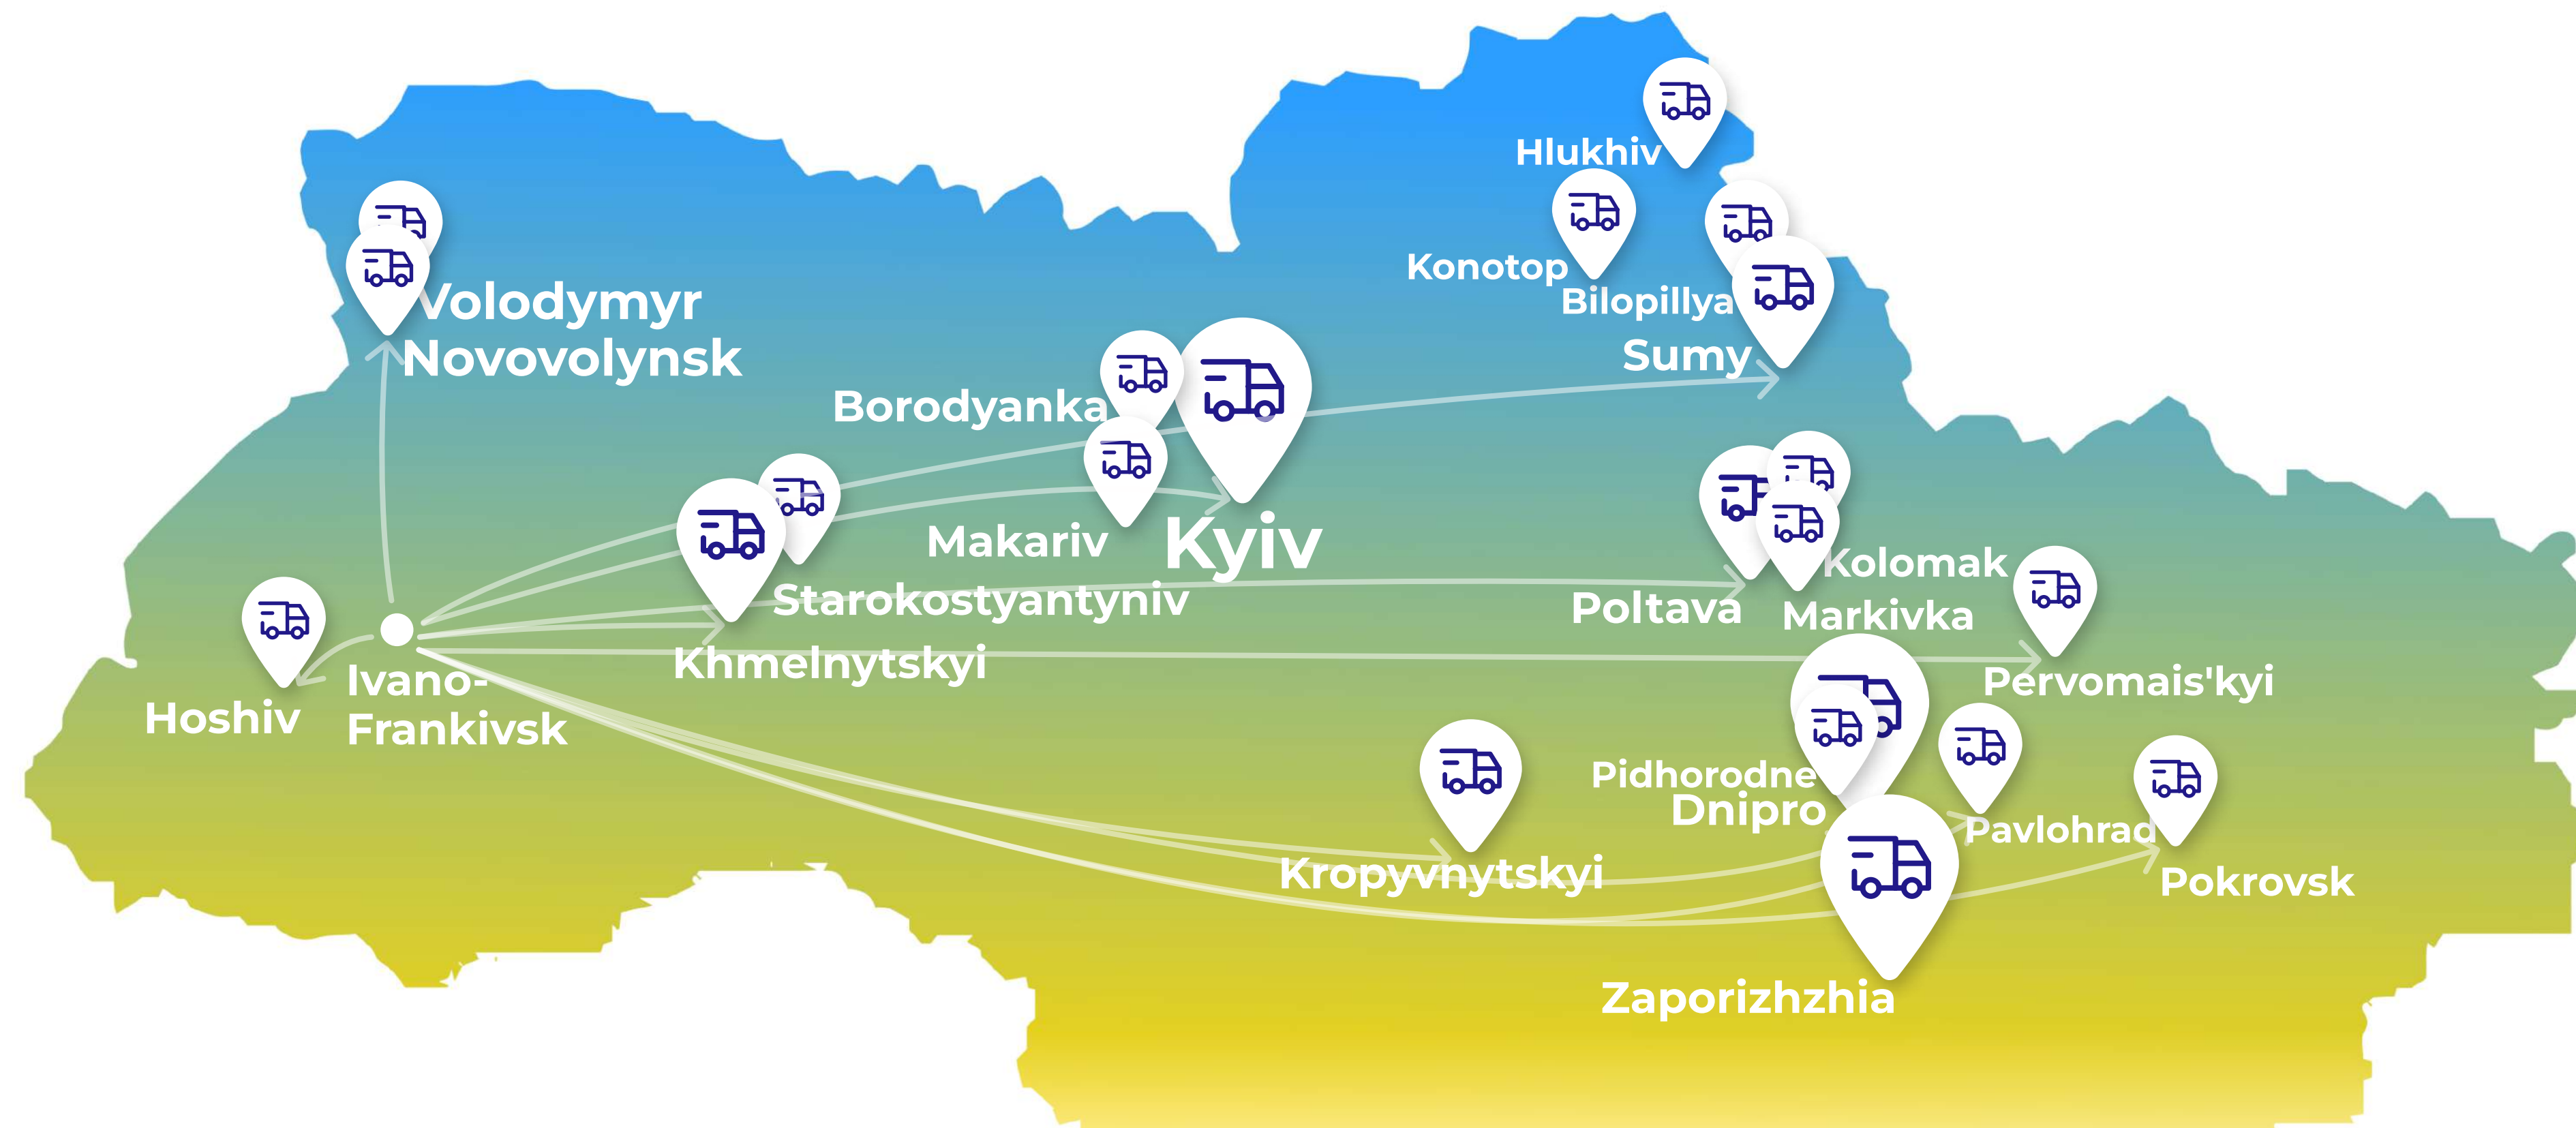 Hlukhiv
Konotop
Bilopillya
Sumy
Volodymyr
Novovolynsk
Borodyanka
Makariv
Kyiv
Starokostyantyniv
Khmelnytskyi
Kolomak
Poltava
Markivka
Pervomais'kyi
Ivano-
Frankivsk
Hoshiv
Pidhorodne
Dnipro
Pavlohrad
Kropyvnytskyi
Pokrovsk
Zaporizhzhia